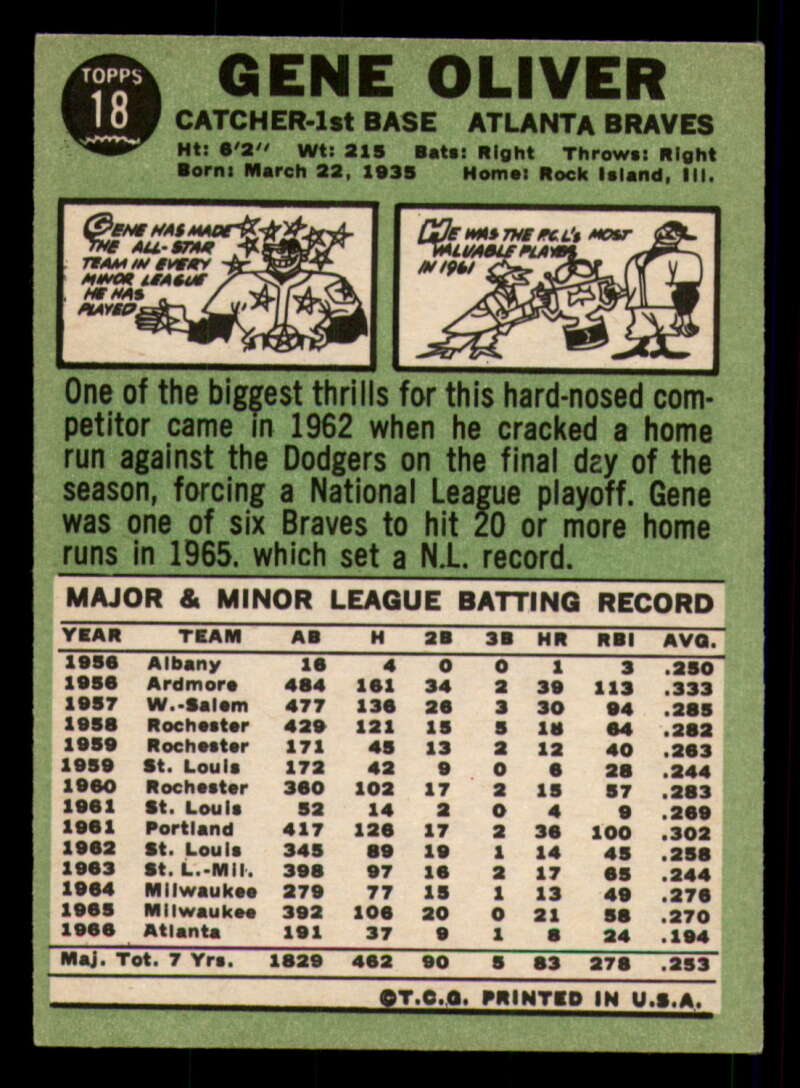 TOPPS
18
GENE OLIVER
CATCHER-1st BASE ATLANTA BRAVES
Ht: 6'2" Wt: 215 Bats: Right Throws: Right
Born: March 22, 1935 Home: Rock Island, Ill.
GENE HAS MADE
THE ALL-STAR
TEAM IN EVERY
MINOR LEAGUE
HE HAS
PLAYED
HE WAS THE P.C.L'S MOST
VALUABLE PLAYER
IN 1961
One of the biggest thrills for this hard-nosed com-
petitor came in 1962 when he cracked a home
run against the Dodgers on the final day of the
season, forcing a National League playoff. Gene
was one of six Braves to hit 20 or more home
runs in 1965. which set a N.L. record.
MAJOR & MINOR LEAGUE BATTING RECORD
YEAR TEAM AB H 2B 3B HR RBI AVG.
1956 Albany 16 4 0 0 1 3 .250
1956 Ardmore 484 161 34 2 39 113 .333
1957 W.-Salem 477 136 26 3 30 94 .285
1958 Rochester 429 121 15 5 18 64 .282
1959 Rochester 171 45 13 2 12 40 .263
1959 St. Louis 172 42 9 0 6 28 .244
1960 Rochester 360 102 17 2 15 57 .283
1961 St. Louis 52 14 2 0 4 9 .269
1961 Portland 417 126 17 2 36 100 .302
1962 St. Louis 345 89 19 1 14 45 .258
1963 St. L.-Mil. 398 97 16 2 17 65 .244
1964 Milwaukee 279 77 15 1 13 49 .276
1965 Milwaukee 392 106 20 0 21 58 .270
1966 Atlanta 191 37 9 1 8 24 .194
Maj. Tot. 7 Yrs. 1829 462 90 5 83 278 .253
©T.C.G. PRINTED IN U.S.A.